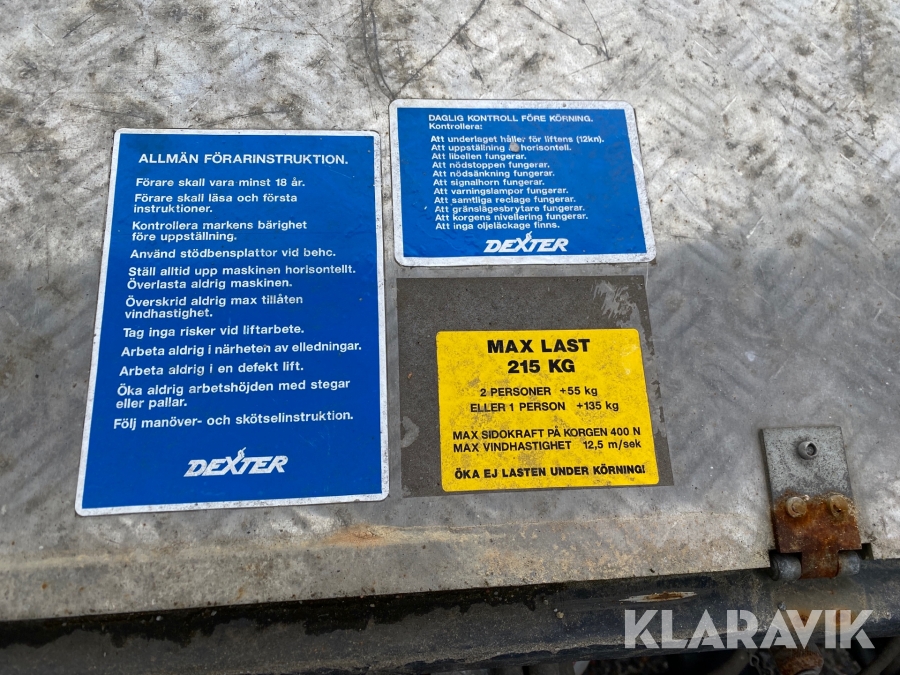 ALLMÄN FÖRARINSTRUKTION.
Förare skall vara minst 18 år.
Förare skall läsa och första
instruktioner.
Kontrollera markens bärighet
före uppställning.
Använd stödbensplattor vid behc.
Ställ alltid upp maskinen horisontellt.
Överlasta aldrig maskinen.
Överskrid aldrig max tillåten
vindhastighet.
Tag inga risker vid liftarbete.
Arbeta aldrig i närheten av elledningar.
Arbeta aldrig i en defekt lift.
Öka aldrig arbetshöjden med stegar
eller pallar.
Följ manöver- och skötselinstruktion.
DEXTER
DAGLIG KONTROLL FÖRE KÖRNING.
Kontrollera:
Att underlaget håller för liftens (12kn).
Att uppställning horisontell.
Att libellen fungerar.
Att nödstoppen fungerar.
Att nödsänkning fungerar.
Att signalhorn fungerar.
Att varningslampor fungerar.
Att samtliga reclage fungerar.
Att gränslägesbrytare fungerar.
Att korgens nivellering fungerar.
Att inga oljeläckage finns.
DEXTER
MAX LAST
215 KG
2 PERSONER +55 kg
ELLER 1 PERSON +135 kg
MAX SIDOKRAFT PÅ KORGEN 400 N
MAX VINDHASTIGHET 12,5 m/sek
ÖKA EJ LASTEN UNDER KÖRNING!
KLARAVIK